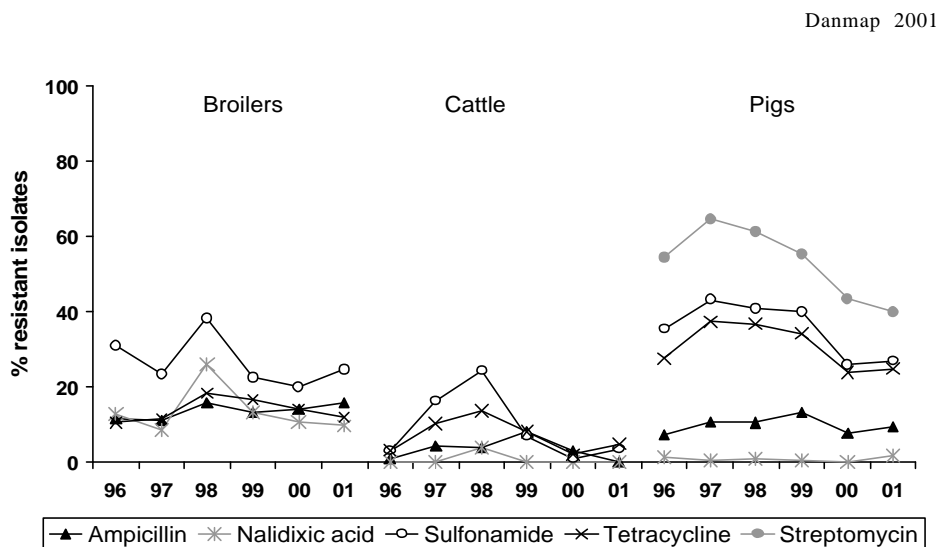 Danmap 2001
Broilers Cattle Pigs
% resistant isolates
100
80
60
40
20
0
96 97 98 99 00 01 96 97 98 99 00 01 96 97 98 99 00 01
Ampicillin Nalidixic acid Sulfonamide Tetracycline Streptomycin